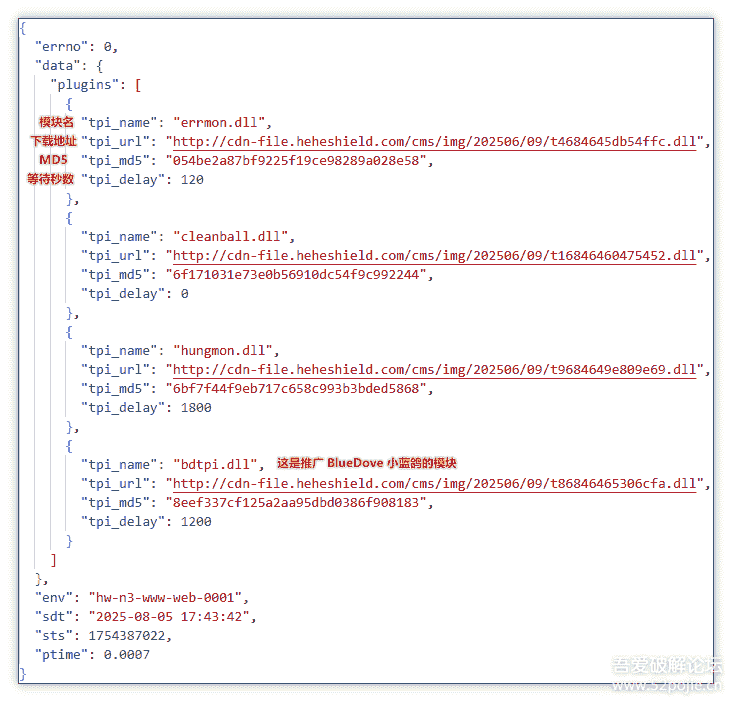 {
"errno": 0,
"data": {
"plugins": [
{
模块名 "tpi_name": "errmon.dll",
下载地址 "tpi_url": "http://cdn-file.heheshield.com/cms/img/202506/09/t4684645db54ffc.dll",
MD5 "tpi_md5": "054be2a87bf9225f19ce98289a028e58",
等待秒数 "tpi_delay": 120
},
{
"tpi_name": "cleanball.dll",
"tpi_url": "http://cdn-file.heheshield.com/cms/img/202506/09/t16846460475452.dll",
"tpi_md5": "6f171031e73e0b56910dc54f9c992244",
"tpi_delay": 0
},
{
"tpi_name": "hungmon.dll",
"tpi_url": "http://cdn-file.heheshield.com/cms/img/202506/09/t9684649e809e69.dll",
"tpi_md5": "6bf7f44f9eb717c658c993b3bded5868",
"tpi_delay": 1800
},
{
"tpi_name": "bdtpi.dll", 这是推广 BlueDove 小蓝鸽的模块
"tpi_url": "http://cdn-file.heheshield.com/cms/img/202506/09/t86846465306cfa.dll",
"tpi_md5": "8eef337cf125a2aa95dbd0386f908183",
"tpi_delay": 1200
}
]
},
"env": "hw-n3-www-web-0001",
"sdt": "2025-08-05 17:43:42",
"sts": 1754387022,
"ptime": 0.0007
}
吾爱破解论坛
www.52pojie.cn